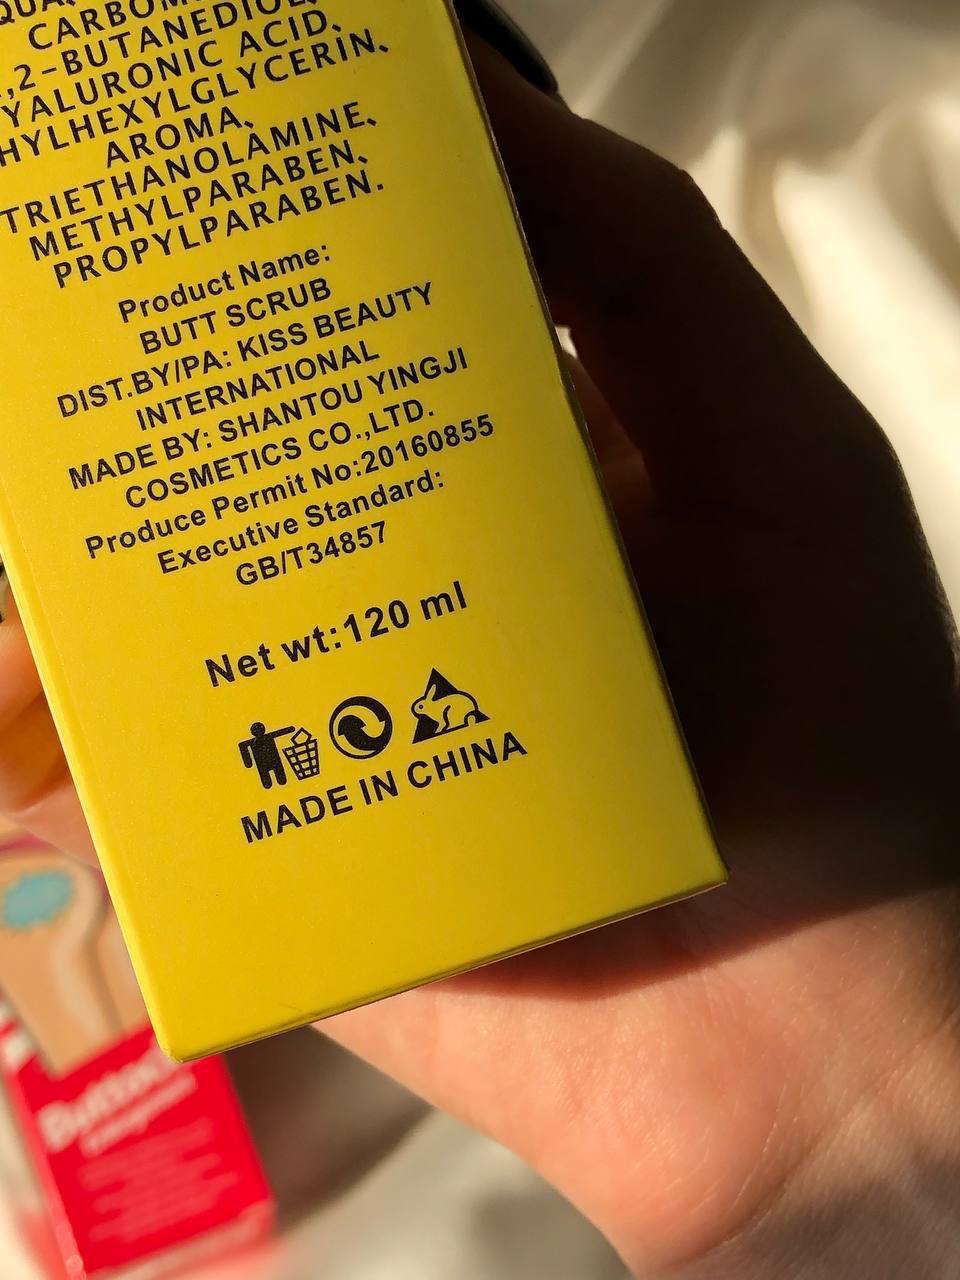 CARBOM
,2-BUTANEDIOL、
YALURONIC ACID、
HYLHEXYLGLYCERIN、
AROMA、
TRIETHANOLAMINE、
METHYLPARABEN、
PROPYLPARABEN.
Product Name:
BUTT SCRUB
DIST.BY/PA: KISS BEAUTY
INTERNATIONAL
MADE BY: SHANTOU YINGJI
COSMETICS CO.,LTD.
Produce Permit No:20160855
Executive Standard:
GB/T34857
Net wt:120 ml
MADE IN CHINA